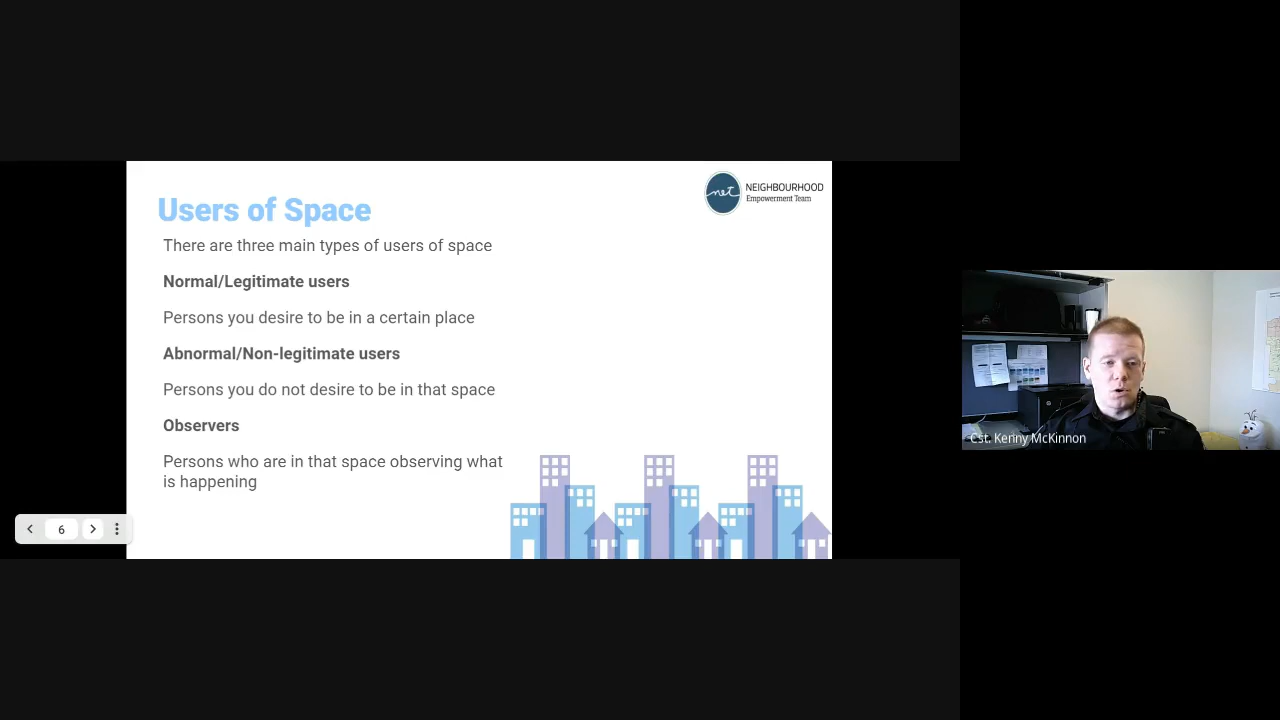 net
NEIGHBOURHOOD
Empowerment Team
Users of Space
There are three main types of users of space
Normal/Legitimate users
Persons you desire to be in a certain place
Abnormal/Non-legitimate users
Persons you do not desire to be in that space
Observers
Persons who are in that space observing what
is happening
6
Cst. Kenny McKinnon